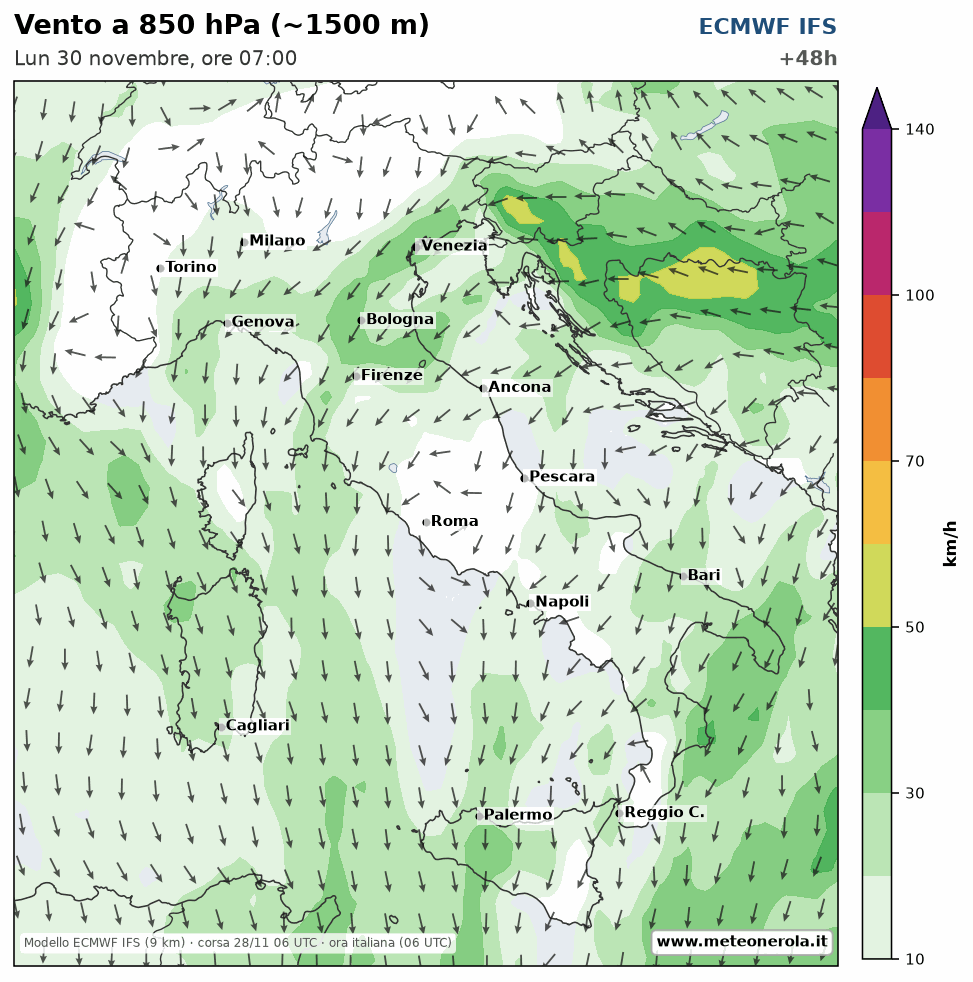 Vento a 850 hPa (~1500 m)
ECMWF IFS
Lun 30 novembre, ore 07:00
+48h
140
100
70
50
30
10
km/h
Milano
Venezia
Torino
Genova
Bologna
Firenze
Ancona
Pescara
Roma
Bari
Napoli
Cagliari
Palermo
Reggio C.
Modello ECMWF IFS (9 km) · corsa 28/11 06 UTC · ora italiana (06 UTC)
www.meteonerola.it